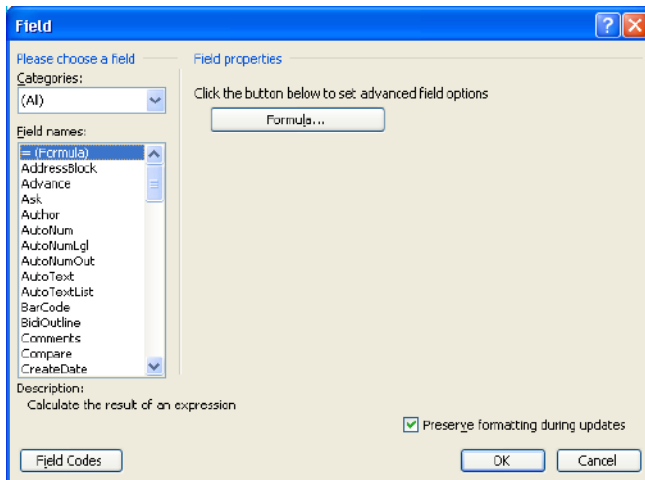 Field
Please choose a field
Categories:
(All)
Field names:
= (Formula)
AddressBlock
Advance
Ask
Author
AutoNum
AutoNumLgl
AutoNumOut
AutoText
AutoTextList
BarCode
BidiOutline
Comments
Compare
CreateDate
Description:
Calculate the result of an expression
Field Codes
Field properties
Click the button below to set advanced field options
Formula...
Preserve formatting during updates
OK
Cancel